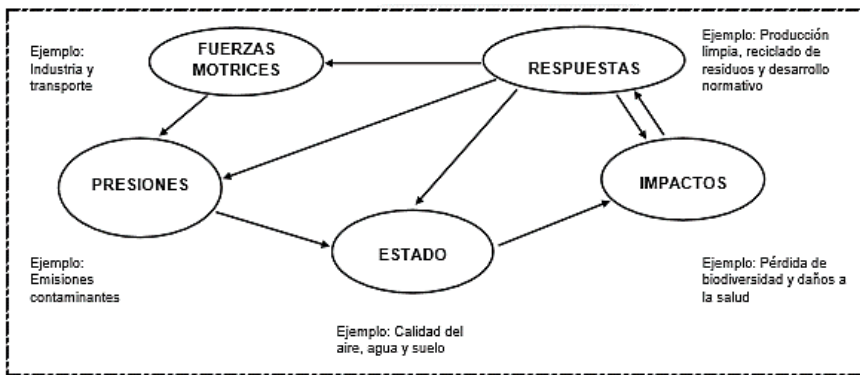 Ejemplo:
Industria y
transporte
FUERZAS
MOTRICES
RESPUESTAS
Ejemplo: Producción
limpia, reciclado de
residuos y desarrollo
normativo
PRESIONES
IMPACTOS
ESTADO
Ejemplo:
Emisiones
contaminantes
Ejemplo: Pérdida de
biodiversidad y daños a
la salud
Ejemplo: Calidad del
aire, agua y suelo